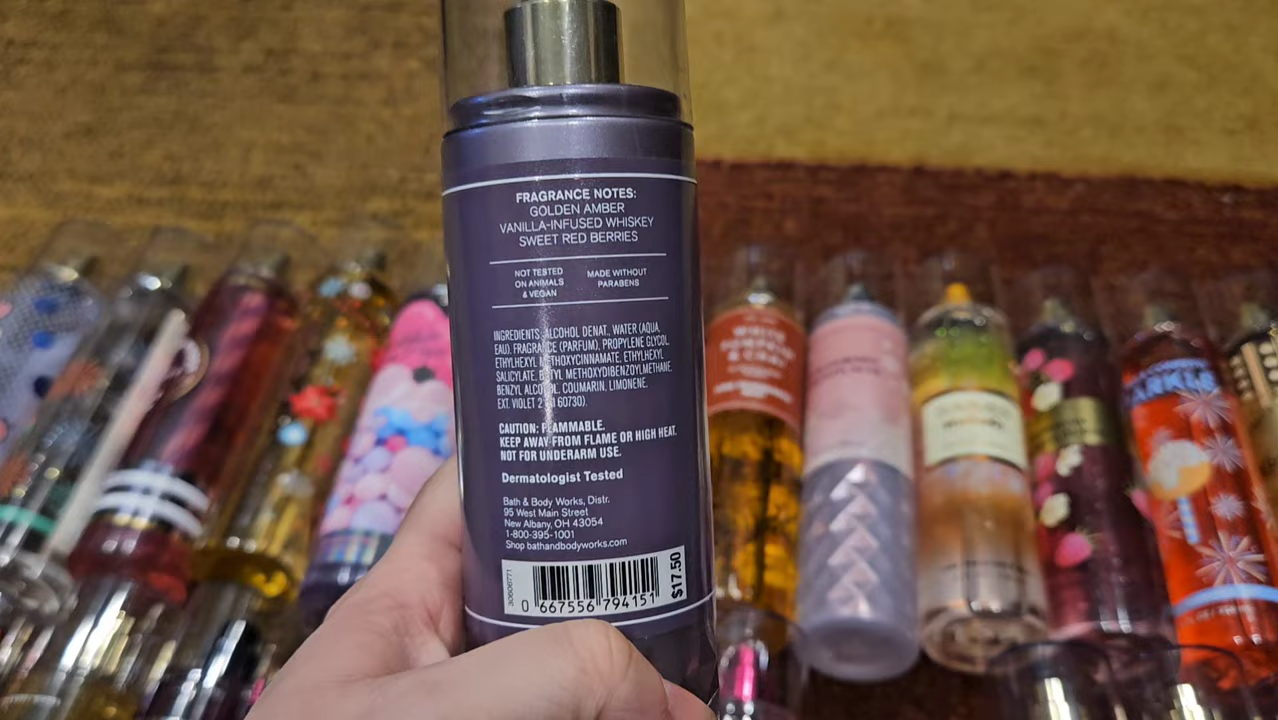 FRAGRANCE NOTES:
GOLDEN AMBER
VANILLA-INFUSED WHISKEY
SWEET RED BERRIES
NOT TESTED
ON ANIMALS
& VEGAN
MADE WITHOUT
PARABENS
INGREDIENTS: ALCOHOL DENAT., WATER (AQUA,
EAU), FRAGRANCE (PARFUM), PROPYLENE GLYCOL,
ETHYLHEXYL METHOXYCINNAMATE, ETHYLHEXYL
SALICYLATE, BUTYL METHOXYDIBENZOYLMETHANE,
BENZYL ALCOHOL, COUMARIN, LIMONENE,
EXT. VIOLET 2 60730).
CAUTION: FLAMMABLE.
KEEP AWAY FROM FLAME OR HIGH HEAT.
NOT FOR UNDERARM USE.
Dermatologist Tested
Bath & Body Works, Distr.
95 West Main Street
New Albany, OH 43054
1-800-395-1001
Shop bathandbodyworks.com
30606771
0 667556 794151
$17.50
WHITE
PUMPKIN
& CHAI